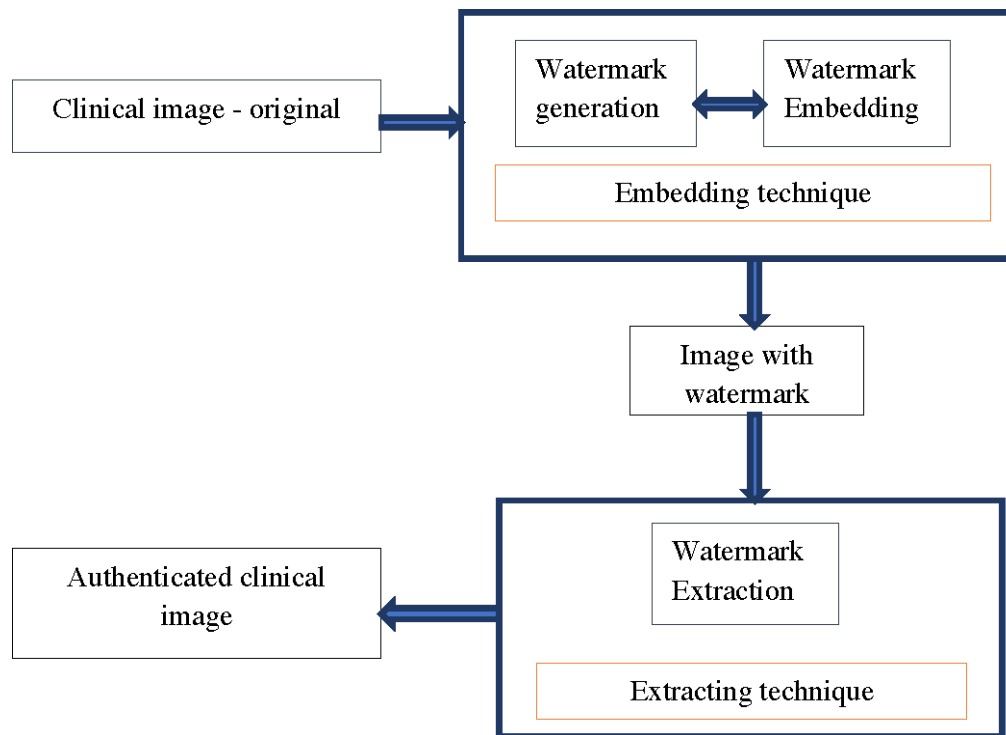 Clinical image - original
Watermark
generation
Watermark
Embedding
Embedding technique
Image with
watermark
Watermark
Extraction
Extracting technique
Authenticated clinical
image